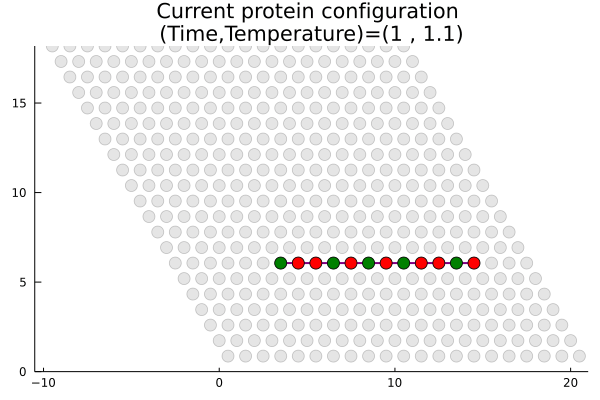 Current protein configuration
(Time,Temperature)=(1 , 1.1)
15
10
5
0
−10 0 10 20